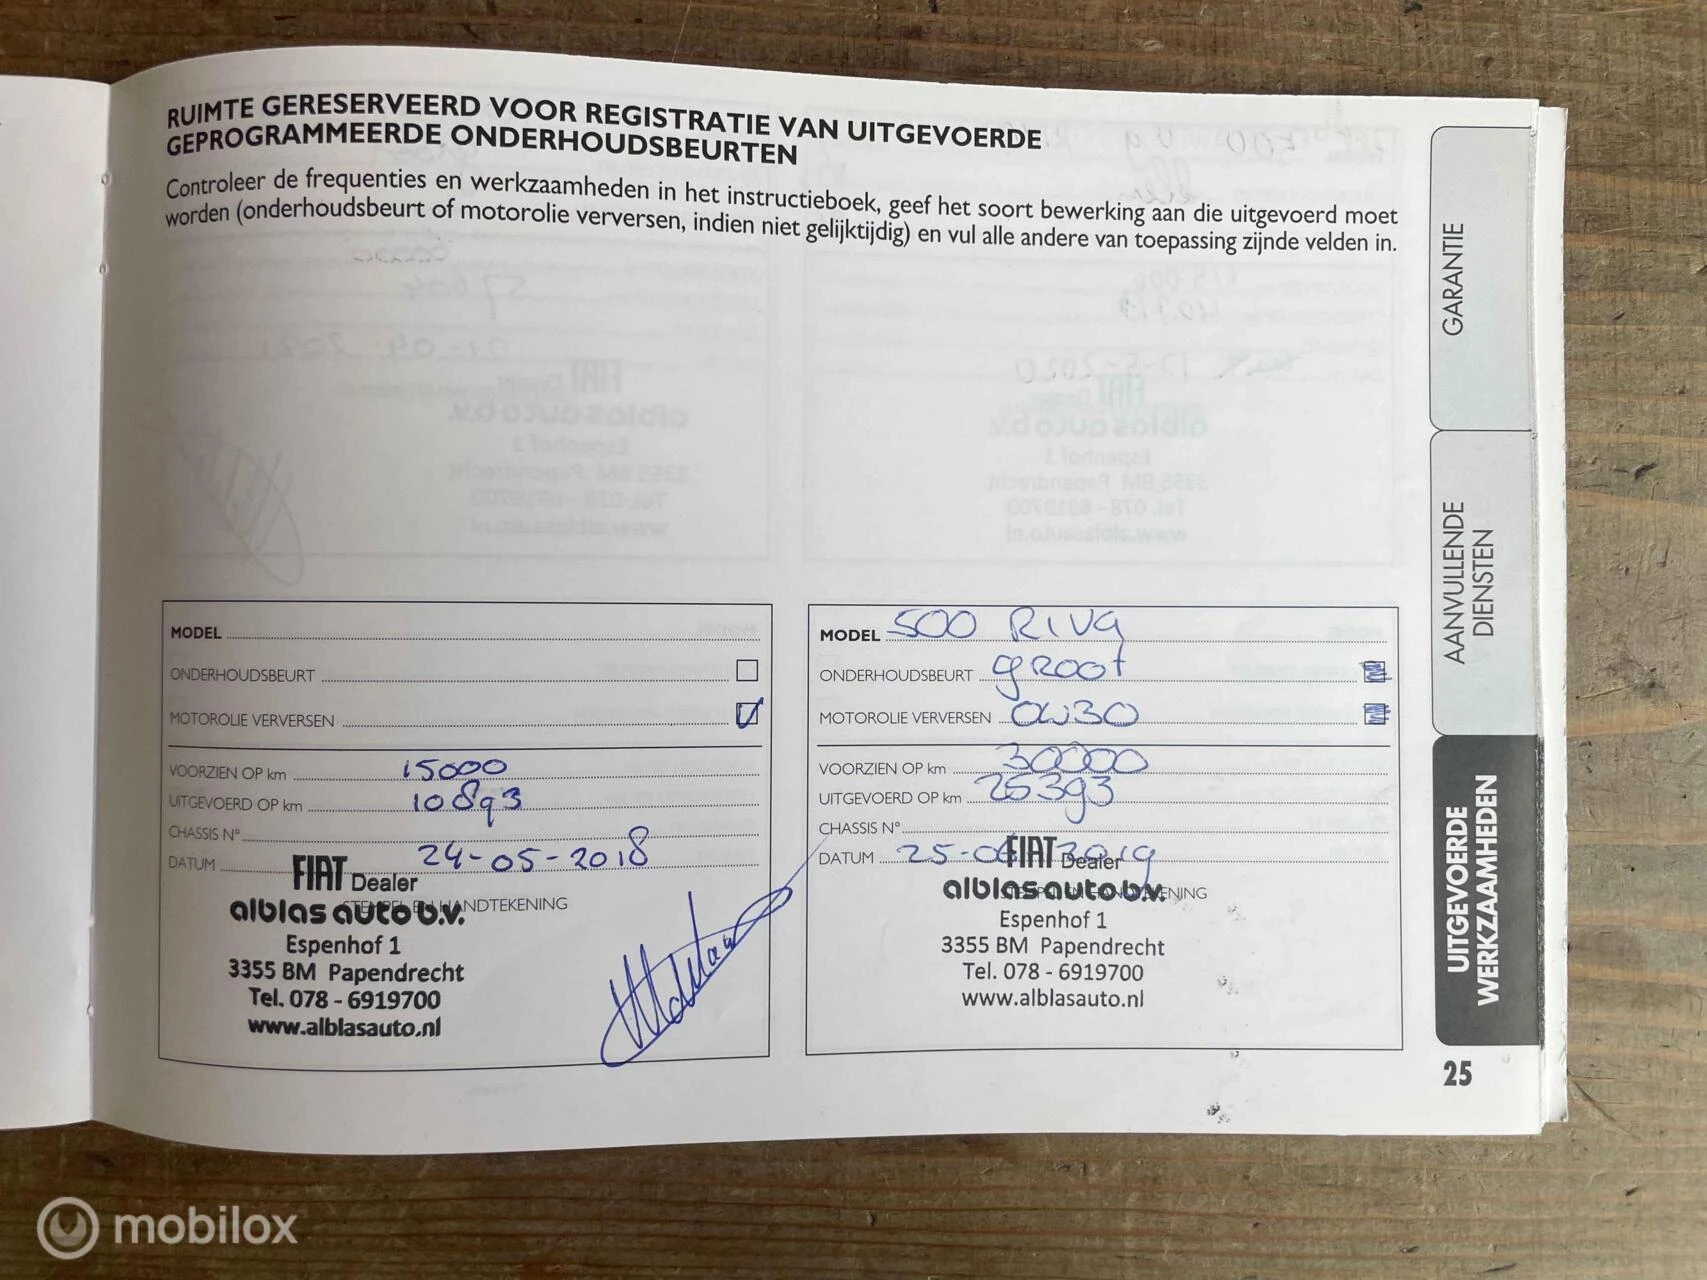 RUIMTE GERESERVEERD VOOR REGISTRATIE VAN UITGEVOERDE
GEPROGRAMMEERDE ONDERHOUDSBEURTEN
Controleer de frequenties en werkzaamheden in het instructieboek, geef het soort bewerking aan die uitgevoerd moet
worden (onderhoudsbeurt of motorolie verversen, indien niet gelijktijdig) en vul alle andere van toepassing zijnde velden in.
MODEL
ONDERHOUDSBEURT
MOTOROLIE VERVERSEN
VOORZIEN OP km 15000
UITGEVOERD OP km 10893
CHASSIS N°
DATUM 24-05-2018
FIAT Dealer
alblas auto b.v.
STEMPEL EN HANDTEKENING
Espenhof 1
3355 BM Papendrecht
Tel. 078 - 6919700
www.alblasauto.nl
MODEL 500 RIVA
ONDERHOUDSBEURT GROOT
MOTOROLIE VERVERSEN 0W30
VOORZIEN OP km 30000
UITGEVOERD OP km 25393
CHASSIS N°
DATUM 25-06-2019
FIAT Dealer
alblas auto b.v.
STEMPEL EN HANDTEKENING
Espenhof 1
3355 BM Papendrecht
Tel. 078 - 6919700
www.alblasauto.nl
GARANTIE
AANVULLENDE
DIENSTEN
UITGEVOERDE
WERKZAAMHEDEN
25
mobilox